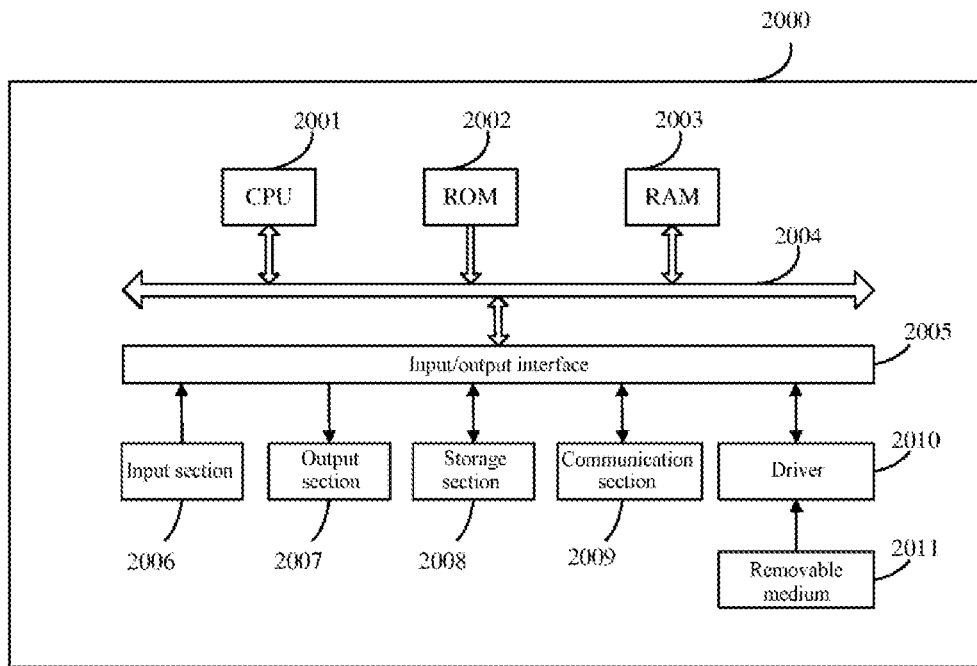 2000
2001
2002
2003
CPU
ROM
RAM
2004
2005
Input/output interface
Input section
Output
section
Storage
section
Communication
section
Driver
2010
2006
2007
2008
2009
Removable
medium
2011